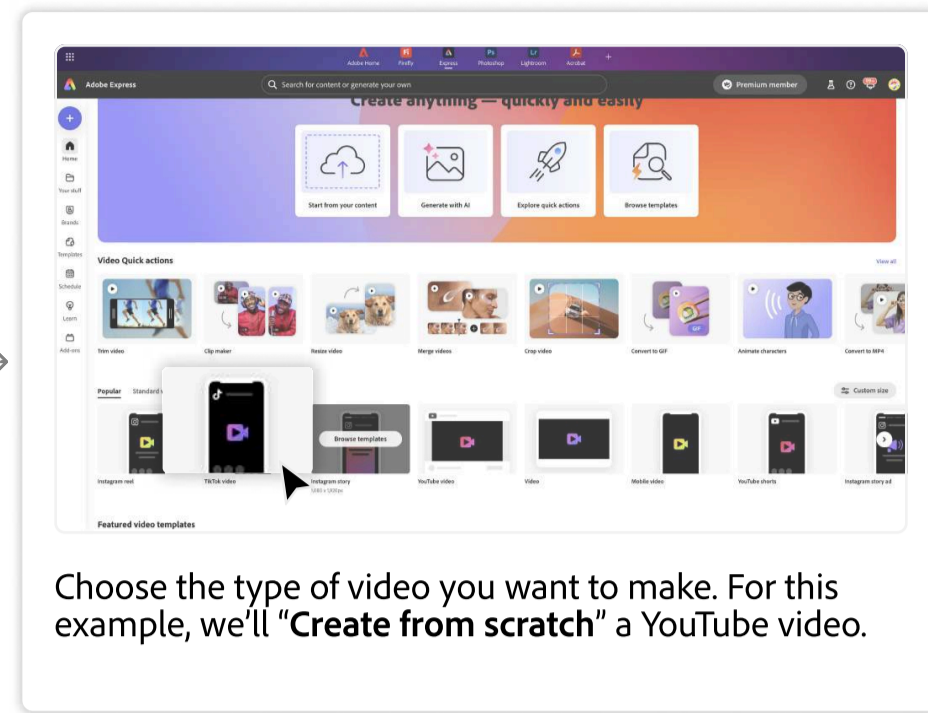 Adobe Home Firefly Express Photoshop Lightroom Acrobat
Adobe Express
Search for content or generate your own
Premium member
Create anything — quickly and easily
Start from your content
Generate with AI
Explore quick actions
Browse templates
Home
Your stuff
Brands
Templates
Schedule
Learn
Add-ons
Video Quick actions
View all
Trim video
Clip maker
Resize video
Merge videos
Crop video
GIF
Convert to GIF
Animate characters
Convert to MP4
Popular
Standard
Custom size
Browse templates
Instagram reel
TikTok video
Instagram story
YouTube video
Video
Mobile video
YouTube shorts
Instagram story ad
Featured video templates
Choose the type of video you want to make. For this
example, we’ll “Create from scratch” a YouTube video.